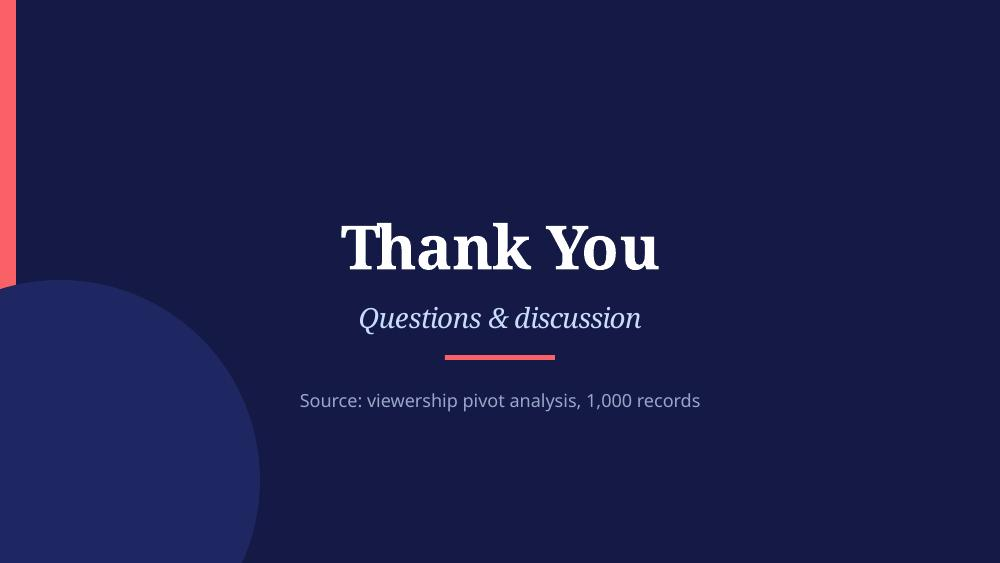 Thank You
Questions & discussion
Source: viewership pivot analysis, 1,000 records